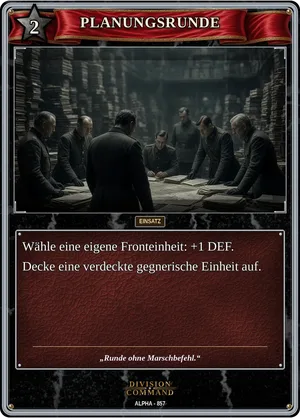 2
PLANUNGSRUNDE
EINSATZ
Wähle eine eigene Fronteinheit: +1 DEF.
Decke eine verdeckte gegnerische Einheit auf.
„Runde ohne Marschbefehl.“
DIVISION
COMMAND
ALPHA - 857